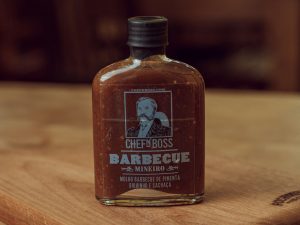 CHEF N' BOSS
BARBECUE
MINEIRO
MOLHO BARBECUE DE PIMENTA
BIQUINHO E CACHAÇA